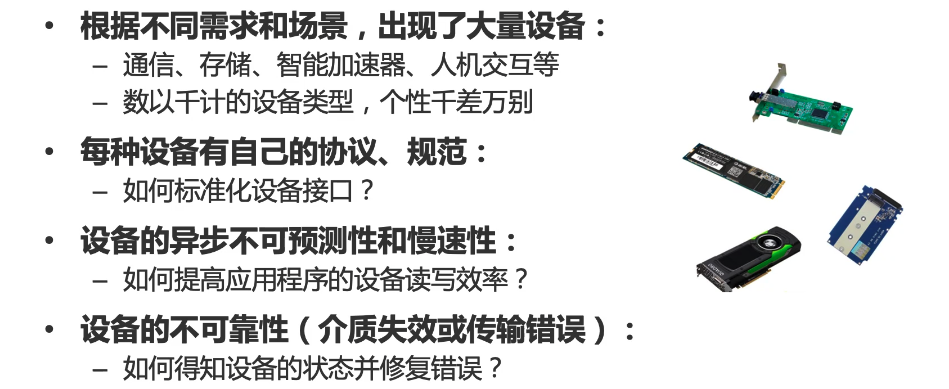 • 根据不同需求和场景，出现了大量设备：
– 通信、存储、智能加速器、人机交互等
– 数以千计的设备类型，个性千差万别
• 每种设备有自己的协议、规范：
– 如何标准化设备接口？
• 设备的异步不可预测性和慢速性：
– 如何提高应用程序的设备读写效率？
• 设备的不可靠性（介质失效或传输错误）：
– 如何得知设备的状态并修复错误？